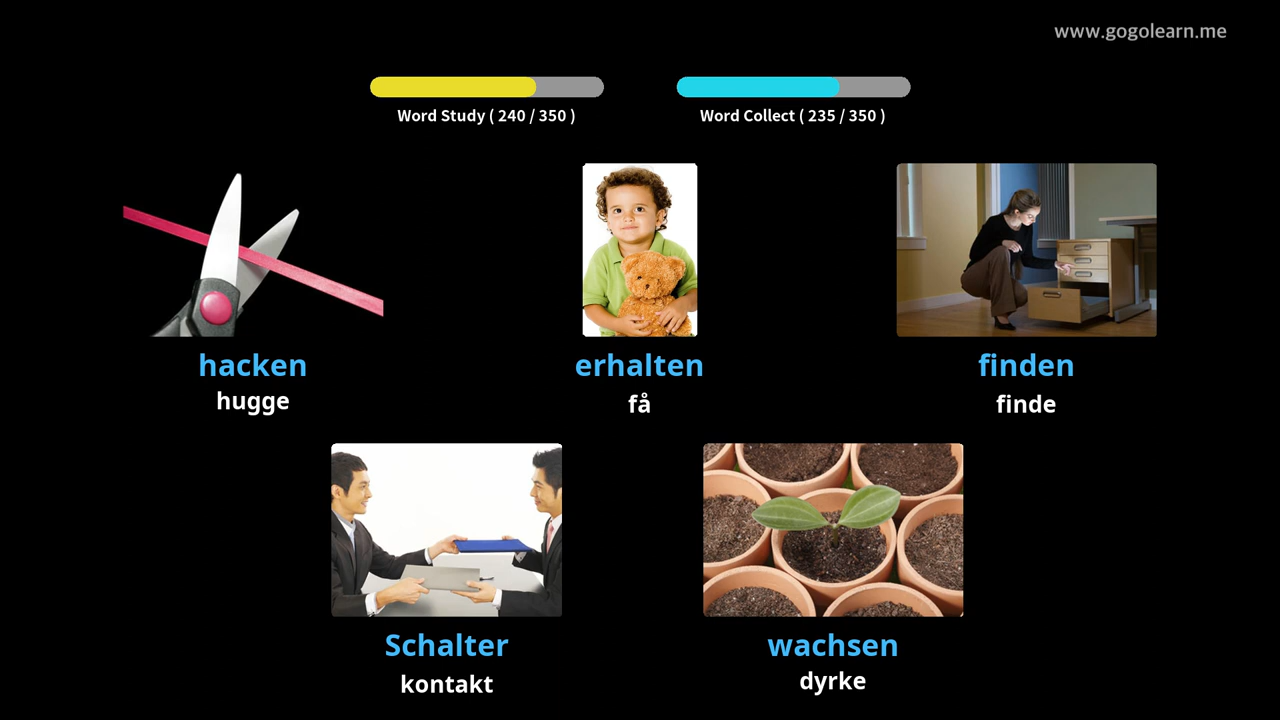 www.gogolearn.me
Word Study ( 240 / 350 )
Word Collect ( 235 / 350 )
hacken
hugge
erhalten
få
finden
finde
Schalter
kontakt
wachsen
dyrke